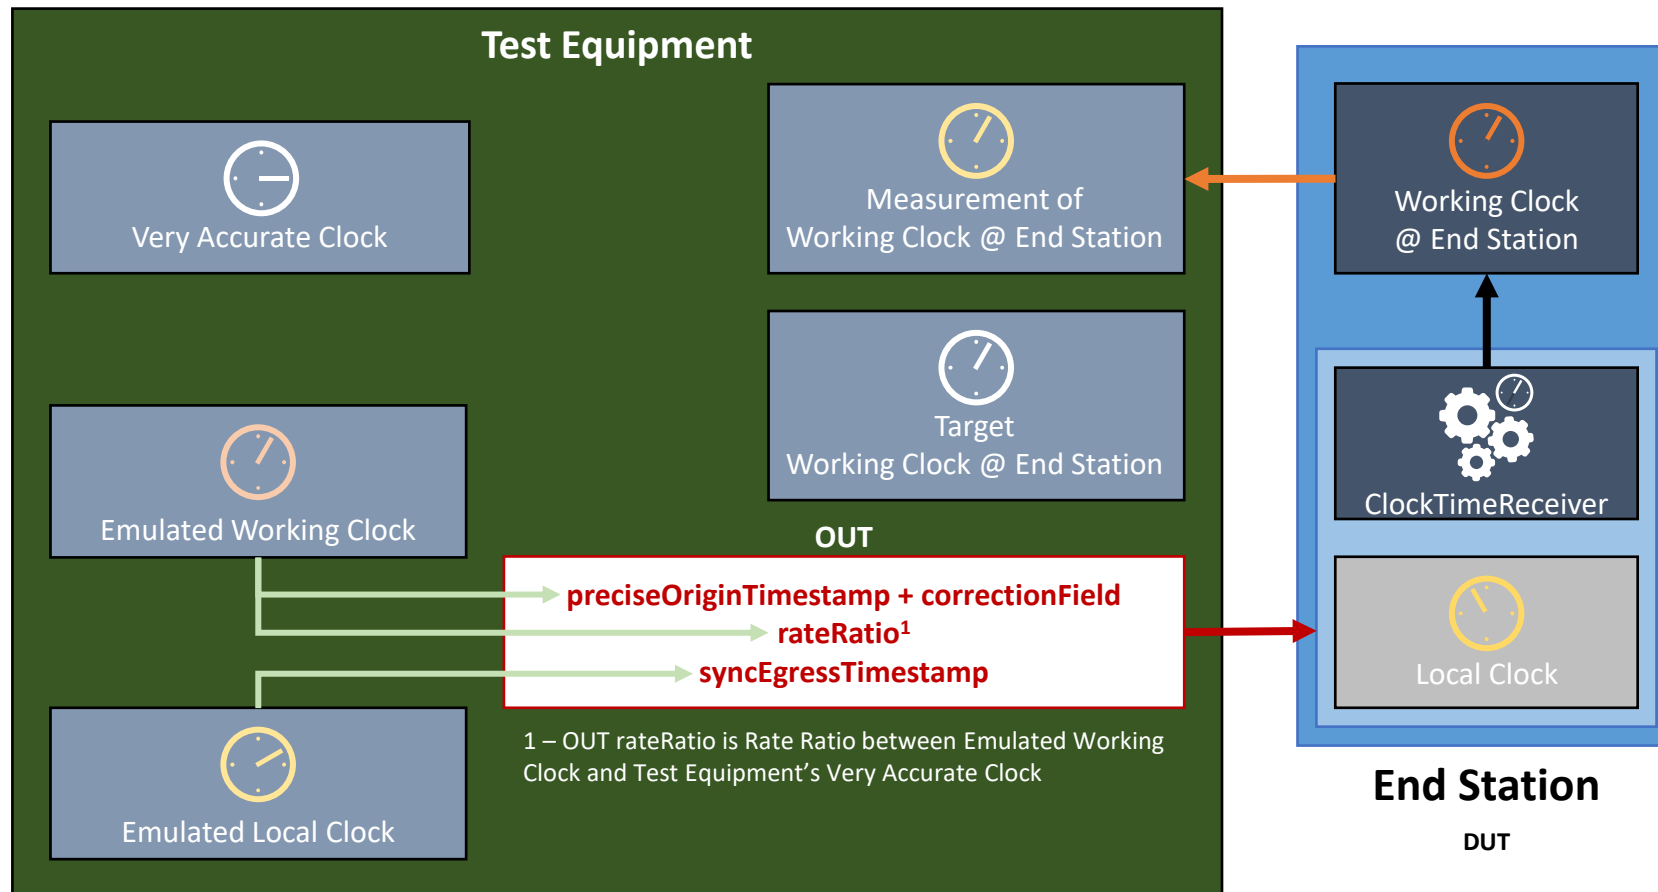 Test Equipment
Very Accurate Clock
Measurement of
Working Clock @ End Station
Working Clock
@ End Station
Target
Working Clock @ End Station
Emulated Working Clock
ClockTimeReceiver
OUT
preciseOriginTimestamp + correctionField
rateRatio¹
syncEgressTimestamp
Local Clock
1 – OUT rateRatio is Rate Ratio between Emulated Working
Clock and Test Equipment’s Very Accurate Clock
Emulated Local Clock
End Station
DUT